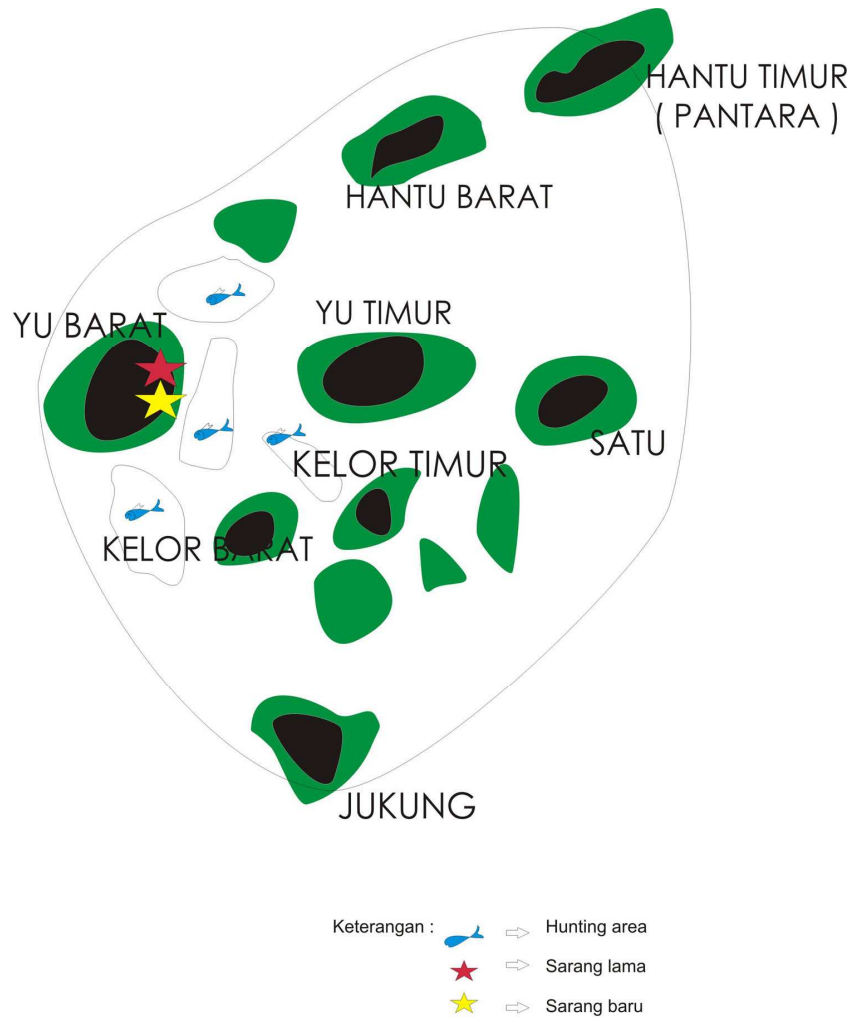 HANTU TIMUR
( PANTARA )
HANTU BARAT
YU BARAT
YU TIMUR
SATU
KELOR TIMUR
KELOR BARAT
JUKUNG
Keterangan :
Hunting area
Sarang lama
Sarang baru